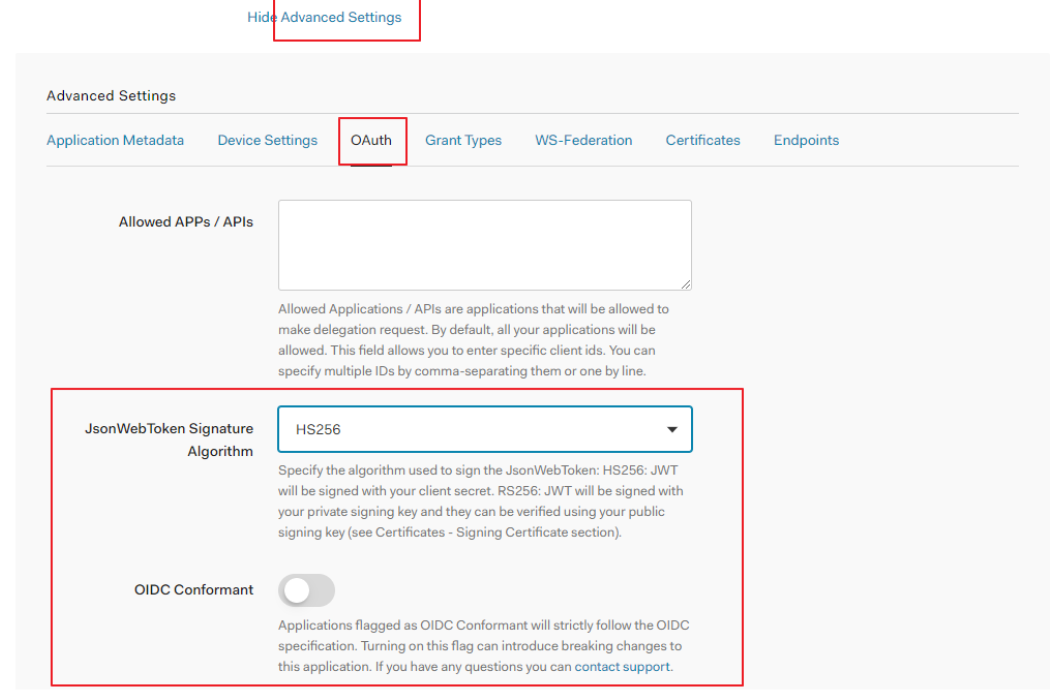 Hide Advanced Settings
Advanced Settings
Application Metadata Device Settings OAuth Grant Types WS-Federation Certificates Endpoints
Allowed APPs / APIs
Allowed Applications / APIs are applications that will be allowed to
make delegation request. By default, all your applications will be
allowed. This field allows you to enter specific client ids. You can
specify multiple IDs by comma-separating them or one by line.
JsonWebToken Signature
Algorithm
HS256
Specify the algorithm used to sign the JsonWebToken: HS256: JWT
will be signed with your client secret. RS256: JWT will be signed with
your private signing key and they can be verified using your public
signing key (see Certificates - Signing Certificate section).
OIDC Conformant
Applications flagged as OIDC Conformant will strictly follow the OIDC
specification. Turning on this flag can introduce breaking changes to
this application. If you have any questions you can contact support.